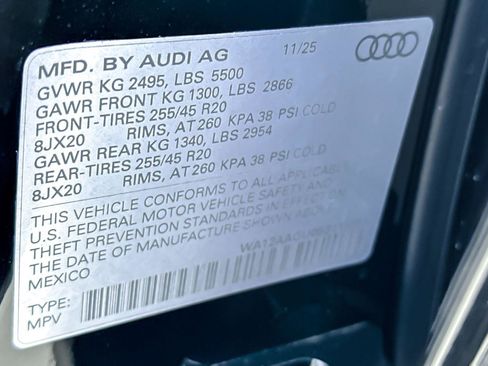 MFD. BY AUDI AG 11/25
GVWR KG 2495, LBS 5500
GAWR FRONT KG 1300, LBS 2866
FRONT-TIRES 255/45 R20
8JX20 RIMS, AT 260 KPA 38 PSI COLD
GAWR REAR KG 1340, LBS 2954
REAR-TIRES 255/45 R20
8JX20 RIMS, AT 260 KPA 38 PSI COLD
THIS VEHICLE CONFORMS TO ALL APPLICABLE
U.S. FEDERAL MOTOR VEHICLE SAFETY AND
THEFT PREVENTION STANDARDS IN EFFECT ON
THE DATE OF MANUFACTURE SHOWN ABOVE
MEXICO
TYPE:
MPV